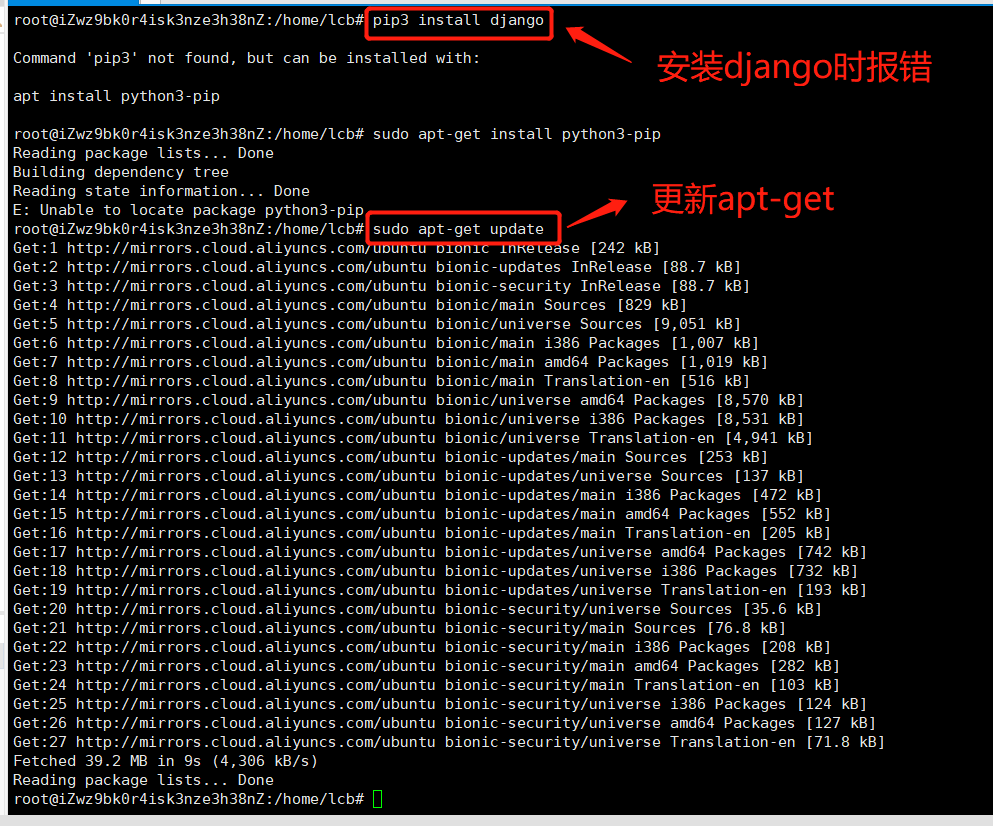 root@iZwz9bk0r4isk3nze3h38nZ:/home/lcb# pip3 install django
Command 'pip3' not found, but can be installed with:
安装django时报错
apt install python3-pip
root@iZwz9bk0r4isk3nze3h38nZ:/home/lcb# sudo apt-get install python3-pip
Reading package lists... Done
Building dependency tree
Reading state information... Done
更新apt-get
E: Unable to locate package python3-pip
root@iZwz9bk0r4isk3nze3h38nZ:/home/lcb# sudo apt-get update
Get:1 http://mirrors.cloud.aliyuncs.com/ubuntu bionic InRelease [242 kB]
Get:2 http://mirrors.cloud.aliyuncs.com/ubuntu bionic-updates InRelease [88.7 kB]
Get:3 http://mirrors.cloud.aliyuncs.com/ubuntu bionic-security InRelease [88.7 kB]
Get:4 http://mirrors.cloud.aliyuncs.com/ubuntu bionic/main Sources [829 kB]
Get:5 http://mirrors.cloud.aliyuncs.com/ubuntu bionic/universe Sources [9,051 kB]
Get:6 http://mirrors.cloud.aliyuncs.com/ubuntu bionic/main i386 Packages [1,007 kB]
Get:7 http://mirrors.cloud.aliyuncs.com/ubuntu bionic/main amd64 Packages [1,019 kB]
Get:8 http://mirrors.cloud.aliyuncs.com/ubuntu bionic/main Translation-en [516 kB]
Get:9 http://mirrors.cloud.aliyuncs.com/ubuntu bionic/universe amd64 Packages [8,570 kB]
Get:10 http://mirrors.cloud.aliyuncs.com/ubuntu bionic/universe i386 Packages [8,531 kB]
Get:11 http://mirrors.cloud.aliyuncs.com/ubuntu bionic/universe Translation-en [4,941 kB]
Get:12 http://mirrors.cloud.aliyuncs.com/ubuntu bionic-updates/main Sources [253 kB]
Get:13 http://mirrors.cloud.aliyuncs.com/ubuntu bionic-updates/universe Sources [137 kB]
Get:14 http://mirrors.cloud.aliyuncs.com/ubuntu bionic-updates/main i386 Packages [472 kB]
Get:15 http://mirrors.cloud.aliyuncs.com/ubuntu bionic-updates/main amd64 Packages [552 kB]
Get:16 http://mirrors.cloud.aliyuncs.com/ubuntu bionic-updates/main Translation-en [205 kB]
Get:17 http://mirrors.cloud.aliyuncs.com/ubuntu bionic-updates/universe amd64 Packages [742 kB]
Get:18 http://mirrors.cloud.aliyuncs.com/ubuntu bionic-updates/universe i386 Packages [732 kB]
Get:19 http://mirrors.cloud.aliyuncs.com/ubuntu bionic-updates/universe Translation-en [193 kB]
Get:20 http://mirrors.cloud.aliyuncs.com/ubuntu bionic-security/universe Sources [35.6 kB]
Get:21 http://mirrors.cloud.aliyuncs.com/ubuntu bionic-security/main Sources [76.8 kB]
Get:22 http://mirrors.cloud.aliyuncs.com/ubuntu bionic-security/main i386 Packages [208 kB]
Get:23 http://mirrors.cloud.aliyuncs.com/ubuntu bionic-security/main amd64 Packages [282 kB]
Get:24 http://mirrors.cloud.aliyuncs.com/ubuntu bionic-security/main Translation-en [103 kB]
Get:25 http://mirrors.cloud.aliyuncs.com/ubuntu bionic-security/universe i386 Packages [124 kB]
Get:26 http://mirrors.cloud.aliyuncs.com/ubuntu bionic-security/universe amd64 Packages [127 kB]
Get:27 http://mirrors.cloud.aliyuncs.com/ubuntu bionic-security/universe Translation-en [71.8 kB]
Fetched 39.2 MB in 9s (4,306 kB/s)
Reading package lists... Done
root@iZwz9bk0r4isk3nze3h38nZ:/home/lcb#